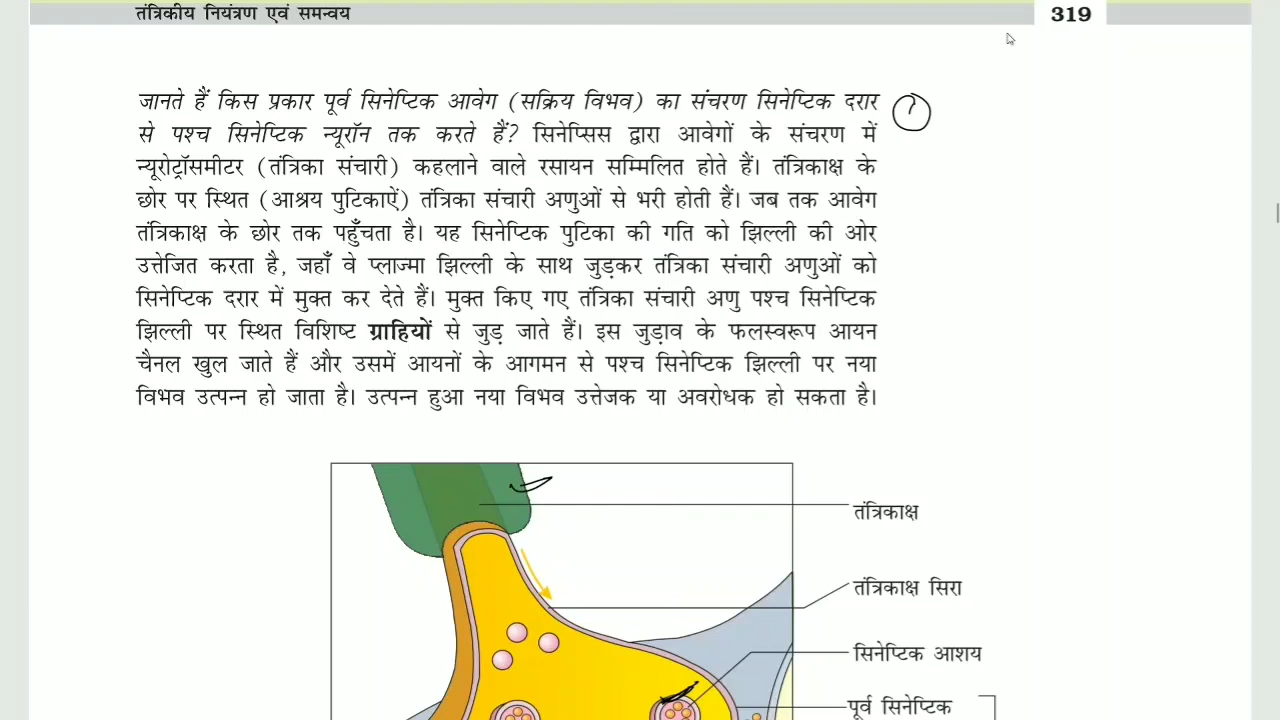 तंत्रिकीय नियंत्रण एवं समन्वय
319
जानते हैं किस प्रकार पूर्व सिनेप्टिक आवेग (सक्रिय विभव) का संचरण सिनेप्टिक दरार
से पश्च सिनेप्टिक न्यूरॉन तक करते हैं? सिनेप्सिस द्वारा आवेगों के संचरण में
न्यूरोट्रॉसमीटर (तंत्रिका संचारी) कहलाने वाले रसायन सम्मिलित होते हैं। तंत्रिकाक्ष के
छोर पर स्थित (आश्रय पुटिकाऐं) तंत्रिका संचारी अणुओं से भरी होती हैं। जब तक आवेग
तंत्रिकाक्ष के छोर तक पहुँचता है। यह सिनेप्टिक पुटिका की गति को झिल्ली की ओर
उत्तेजित करता है, जहाँ वे प्लाज्मा झिल्ली के साथ जुड़कर तंत्रिका संचारी अणुओं को
सिनेप्टिक दरार में मुक्त कर देते हैं। मुक्त किए गए तंत्रिका संचारी अणु पश्च सिनेप्टिक
झिल्ली पर स्थित विशिष्ट ग्राहियों से जुड़ जाते हैं। इस जुड़ाव के फलस्वरूप आयन
चैनल खुल जाते हैं और उसमें आयनों के आगमन से पश्च सिनेप्टिक झिल्ली पर नया
विभव उत्पन्न हो जाता है। उत्पन्न हुआ नया विभव उत्तेजक या अवरोधक हो सकता है।
तंत्रिकाक्ष
तंत्रिकाक्ष सिरा
सिनेप्टिक आशय
पूर्व सिनेप्टिक